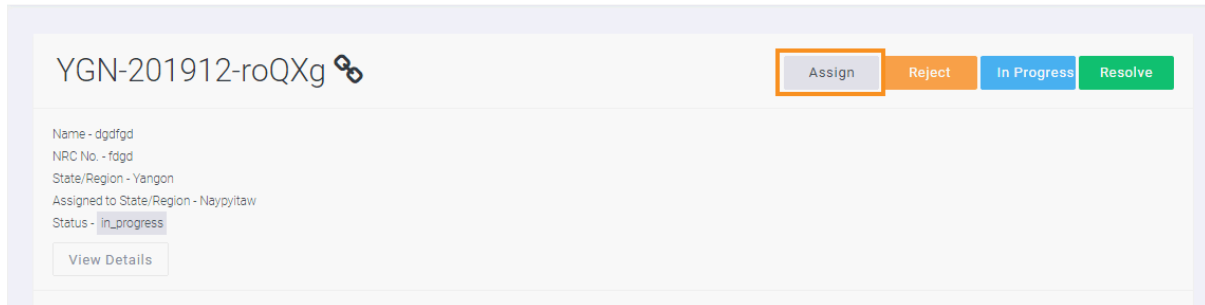 YGN-201912-roQXg
Assign Reject In Progress Resolve
Name - dgdfgd
NRC No. - fdgd
State/Region - Yangon
Assigned to State/Region - Naypyitaw
Status - in_progress
View Details